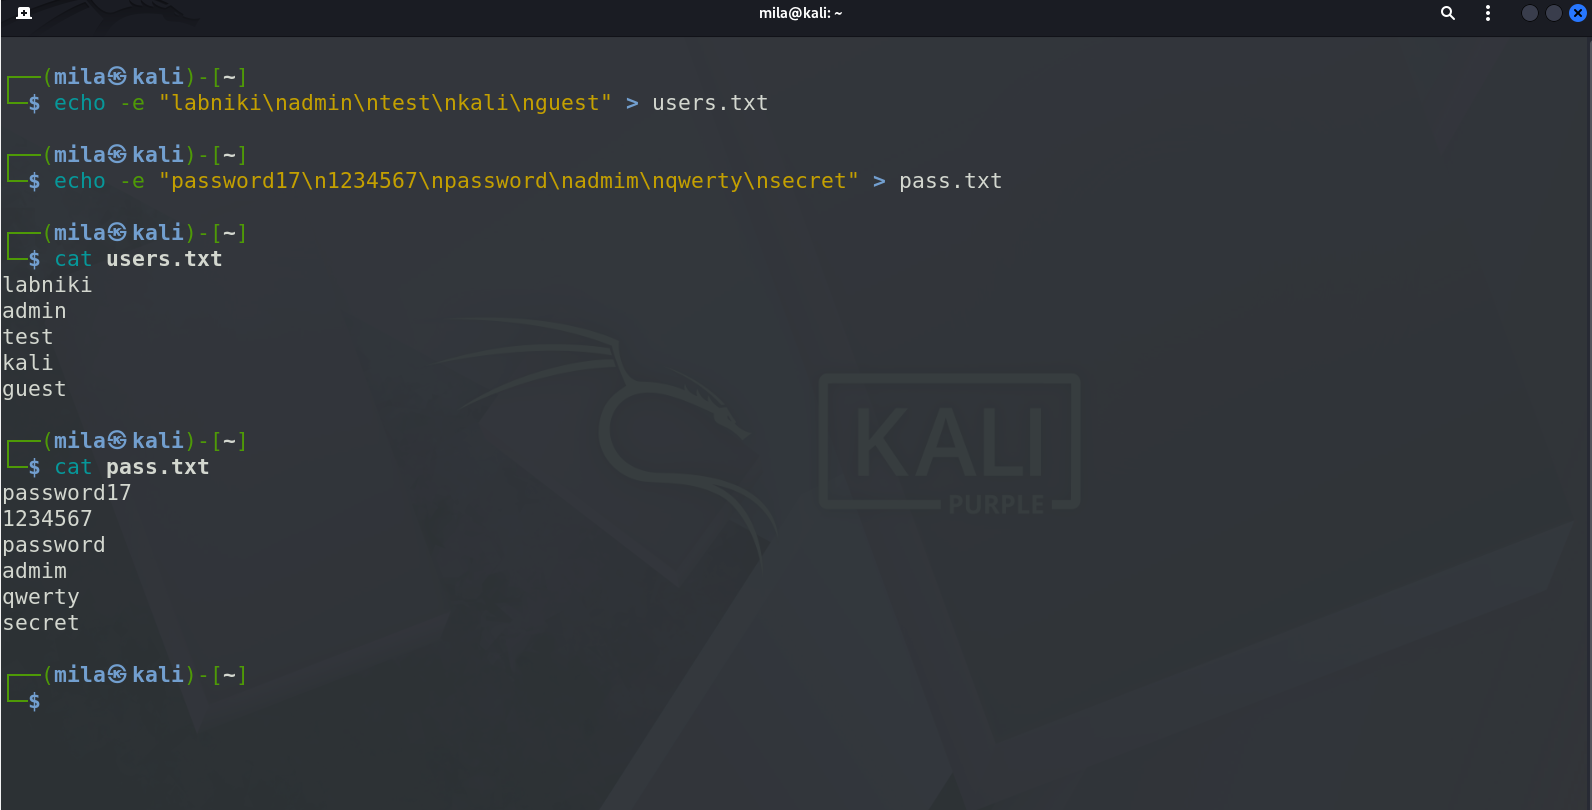 mila@kali: ~
┌──(mila㉿kali)-[~]
└─$ echo -e "labniki\nadmin\ntest\nkali\nguest" > users.txt
┌──(mila㉿kali)-[~]
└─$ echo -e "password17\n1234567\npassword\nadmim\nqwerty\nsecret" > pass.txt
┌──(mila㉿kali)-[~]
└─$ cat users.txt
labniki
admin
test
kali
guest
┌──(mila㉿kali)-[~]
└─$ cat pass.txt
password17
1234567
password
admim
qwerty
secret
┌──(mila㉿kali)-[~]
└─$
KALI
PURPLE